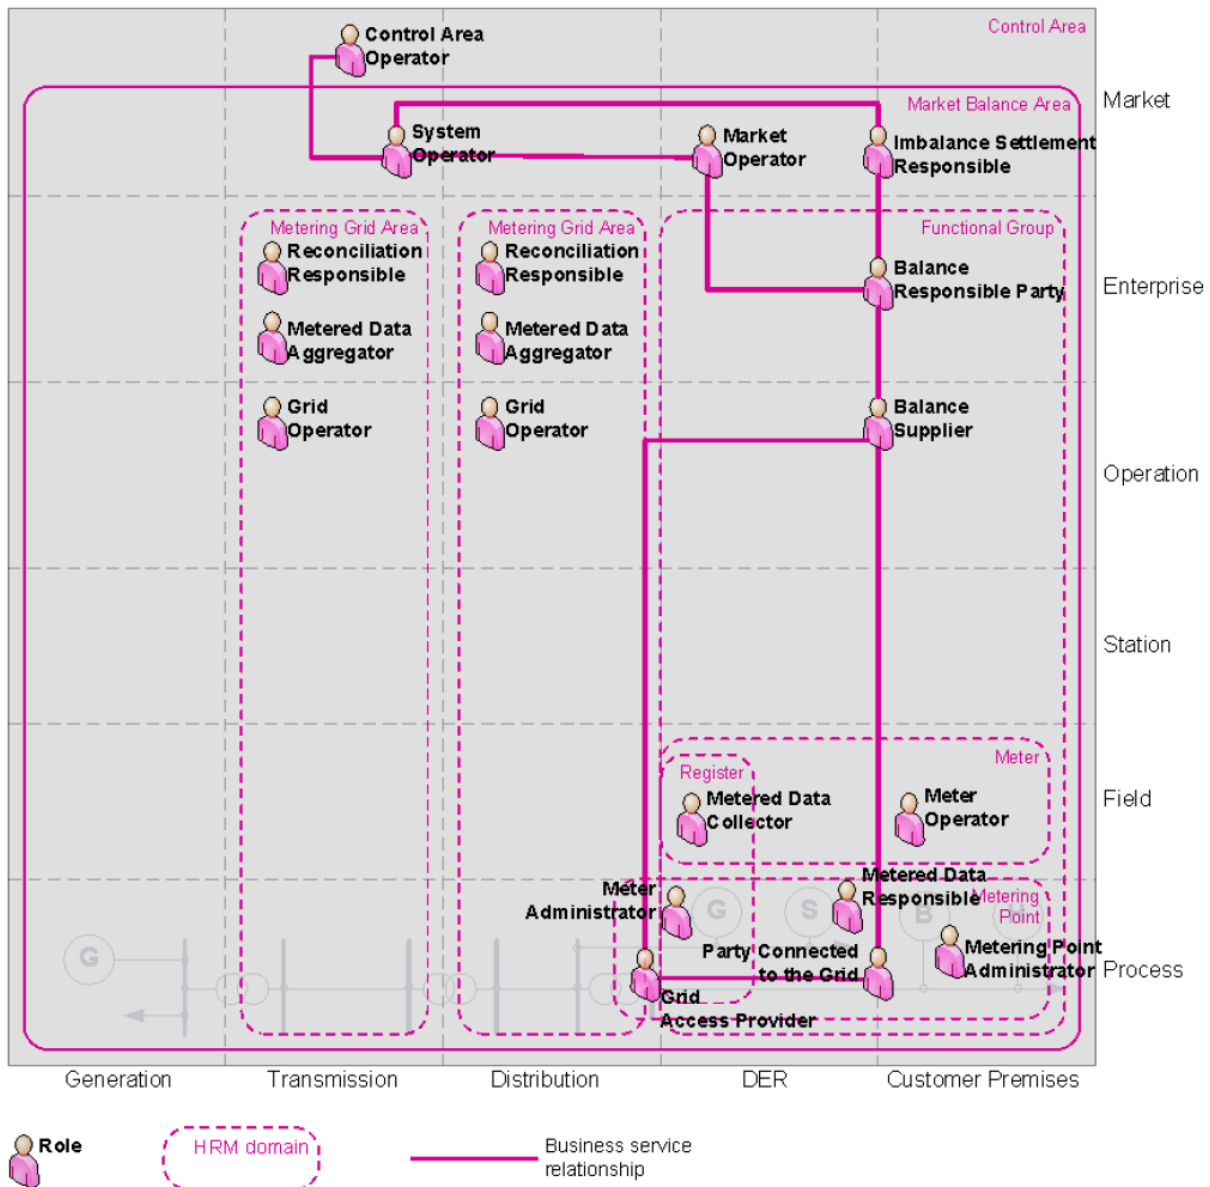 Control Area
Control Area
Operator
Market
Market Balance Area
System
Operator
Market
Operator
Imbalance Settlement
Responsible
Metering Grid Area
Reconciliation
Responsible
Metering Grid Area
Reconciliation
Responsible
Functional Group
Balance
Responsible Party
Enterprise
Metered Data
Aggregator
Metered Data
Aggregator
Grid
Operator
Grid
Operator
Balance
Supplier
Operation
Station
Meter
Register
Metered Data
Collector
Meter
Operator
Field
Meter
Administrator
G
S
Metered Data
Responsible
B
Metering
Point
G
Party Connected
to the Grid
Metering Point
Administrator
Process
Grid
Access Provider
Generation
Transmission
Distribution
DER
Customer Premises
Role
HRM domain
Business service
relationship